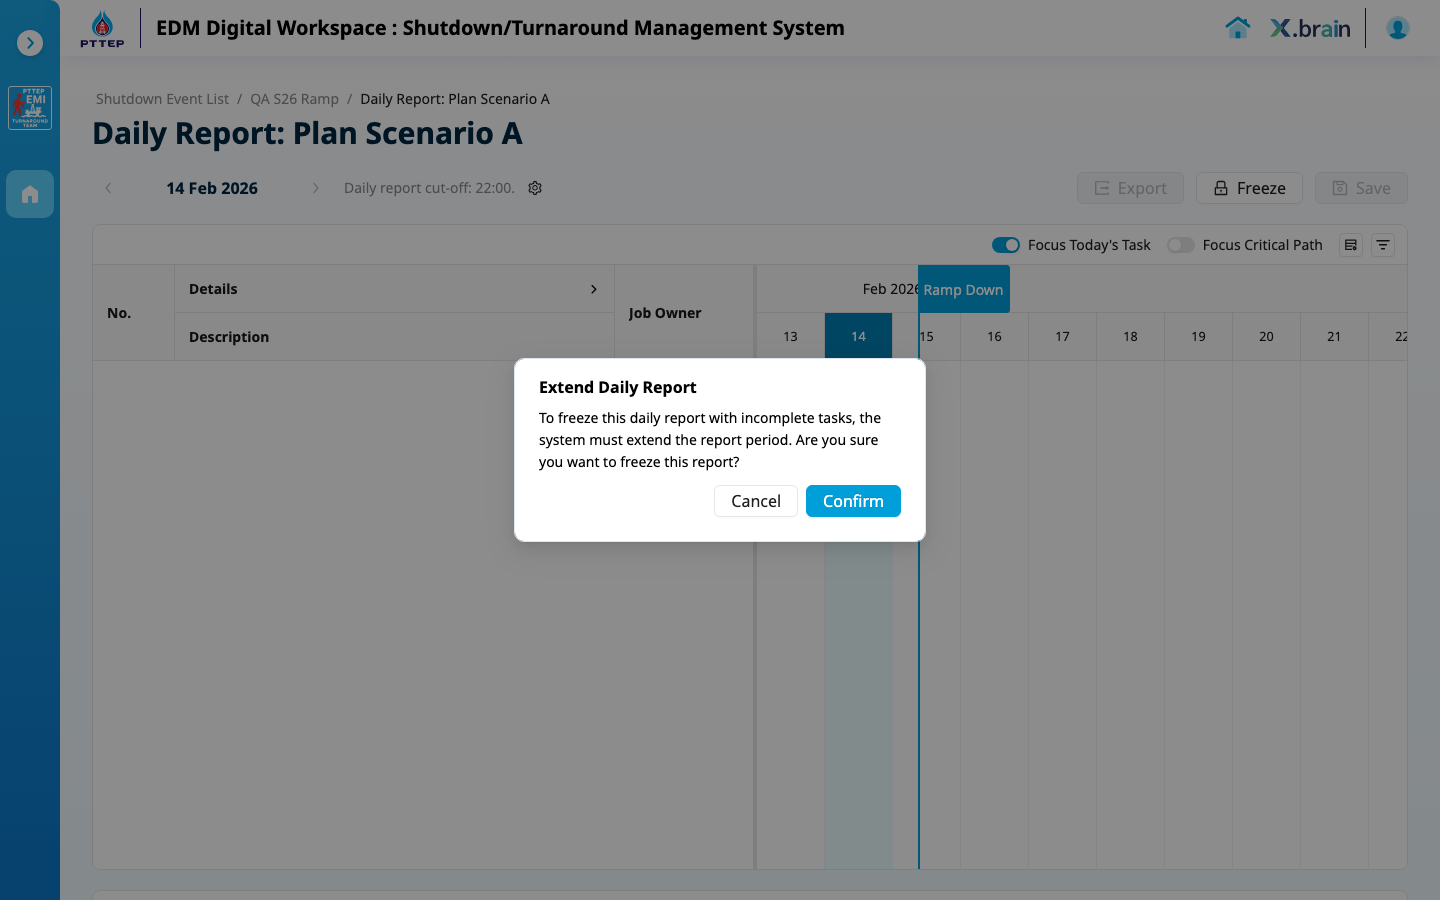 PTTEP
EDM Digital Workspace : Shutdown/Turnaround Management System
X.brain
PTTEP
EMI
TURNAROUND
TEAM
Shutdown Event List / QA S26 Ramp / Daily Report: Plan Scenario A
Daily Report: Plan Scenario A
14 Feb 2026
Daily report cut-off: 22:00.
Export
Freeze
Save
Focus Today's Task
Focus Critical Path
No.
Details
Job Owner
Feb 2026
Ramp Down
Description
13 14 15 16 17 18 19 20 21 22
Extend Daily Report
To freeze this daily report with incomplete tasks, the
system must extend the report period. Are you sure
you want to freeze this report?
Cancel
Confirm